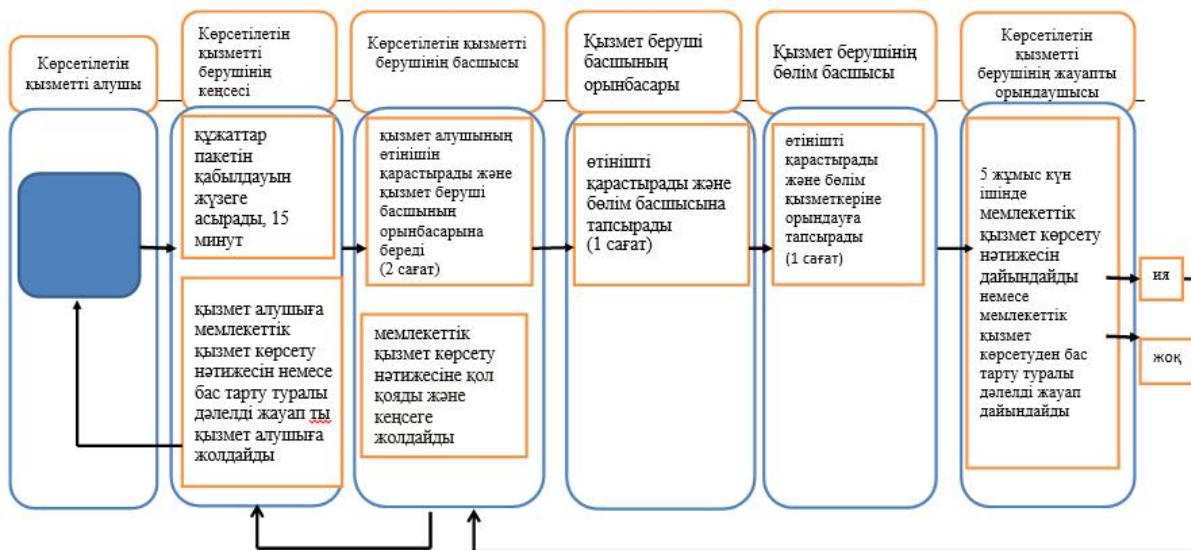 Көрсетілетін
қызметті алушы
Көрсетілетін
қызметті
берушінің
кеңсесі
Көрсетілетін қызметті
берушінің басшысы
Қызмет беруші
басшының
орынбасары
Қызмет берушінің
бөлім басшысы
Көрсетілетін
қызметті
берушінің жауапты
орындаушысы
құжаттар
пакетін
қабылдауын
жүзеге
асырады, 15
минут
қызмет алушыға
мемлекеттік
қызмет көрсету
нәтижесін немесе
бас тарту туралы
дәлелді жауап ты
қызмет алушыға
жолдайды
қызмет алушының
өтінішін
қарастырады және
қызмет беруші
басшының
орынбасарына
береді
(2 сағат)
мемлекеттік
қызмет көрсету
нәтижесіне қол
қояды және
кеңсеге
жолдайды
өтінішті
қарастырады және
бөлім басшысына
тапсырады
(1 сағат)
өтінішті
қарастырады
және бөлім
қызметкеріне
орындауға
тапсырады
(1 сағат)
5 жұмыс күн
ішінде
мемлекеттік
қызмет көрсету
нәтижесін
дайындайды
немесе
мемлекеттік
қызмет
көрсетуден бас
тарту туралы
дәлелді жауап
дайындайды
ия
жоқ